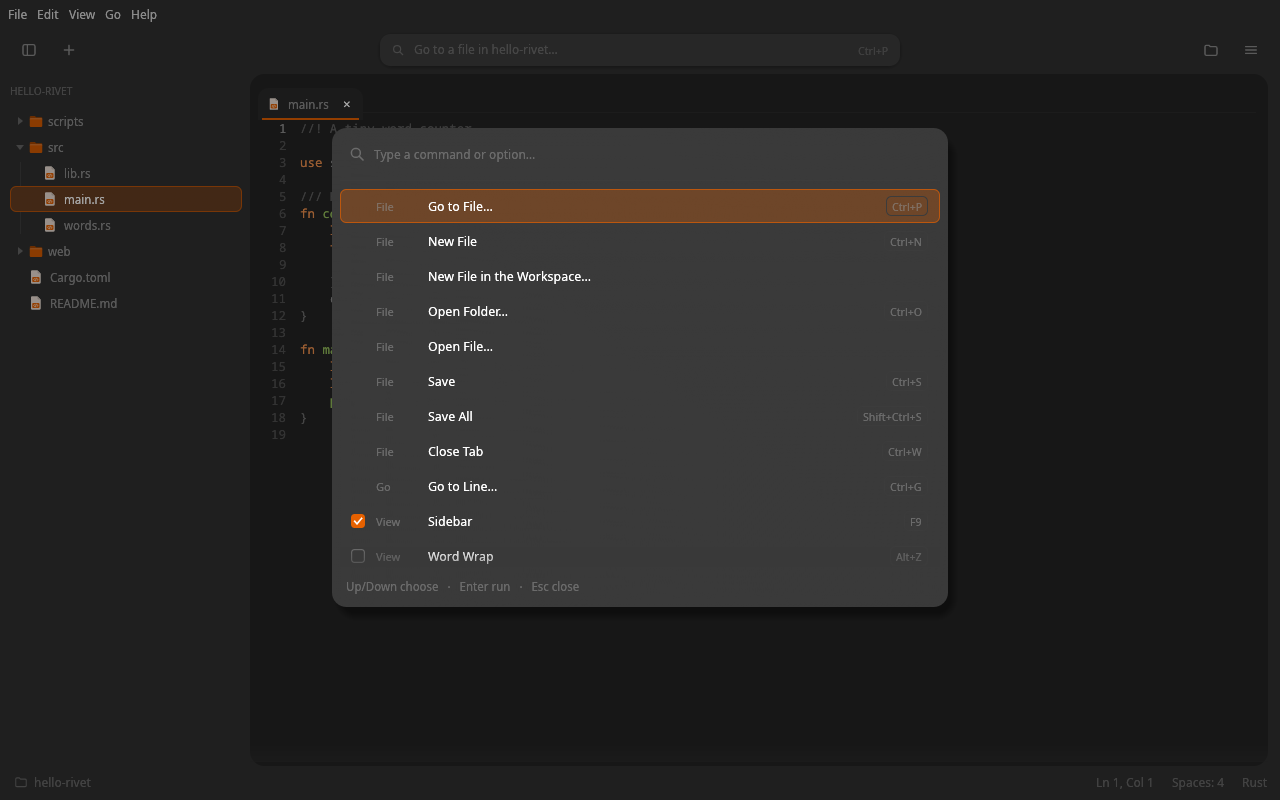 File Edit View Go Help
Go to a file in hello-rivet... Ctrl+P
HELLO-RIVET
scripts
src
lib.rs
main.rs
words.rs
web
Cargo.toml
README.md
main.rs
1 //! A tiny word counter
2
3 use
4
5 ///
6 fn
7
8
9
10
11
12 }
13
14 fn
15
16
17
18 }
19
Type a command or option...
File Go to File... Ctrl+P
File New File Ctrl+N
File New File in the Workspace...
File Open Folder... Ctrl+O
File Open File...
File Save Ctrl+S
File Save All Shift+Ctrl+S
File Close Tab Ctrl+W
Go Go to Line... Ctrl+G
View Sidebar F9
View Word Wrap Alt+Z
Up/Down choose · Enter run · Esc close
hello-rivet
Ln 1, Col 1 Spaces: 4 Rust